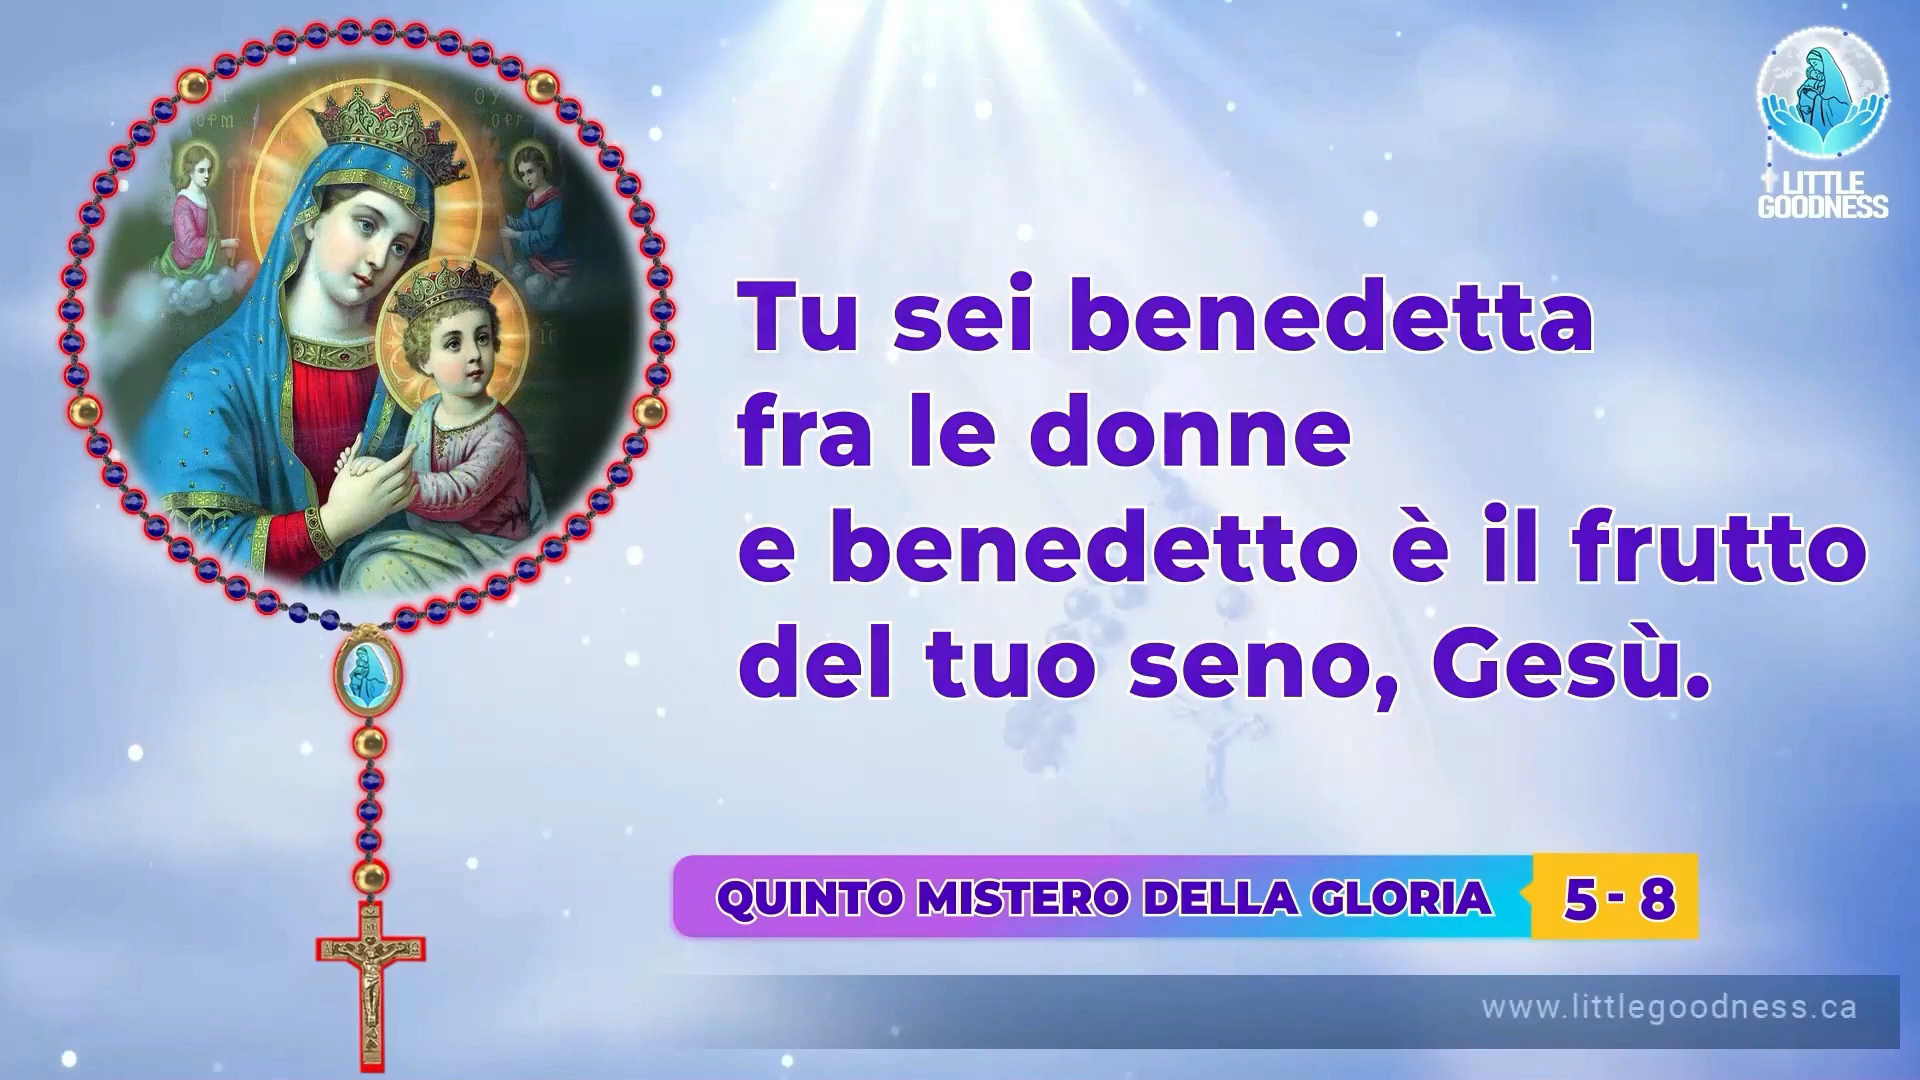 LITTLE
GOODNESS
Tu sei benedetta
fra le donne
e benedetto è il frutto
del tuo seno, Gesù.
QUINTO MISTERO DELLA GLORIA 5 - 8
www.littlegoodness.ca